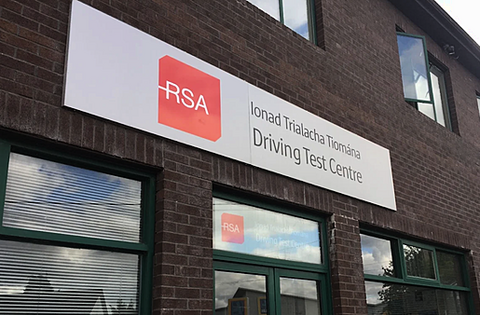 RSA
Ionad Trialacha Tiomána
Driving Test Centre
RSA